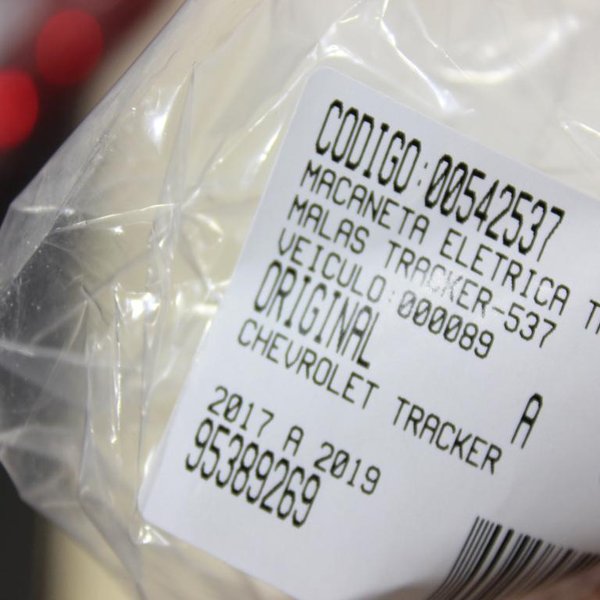 CODIGO:00542537
MACANETA ELETRICA
MALAS TRACKER-537
VEICULO:000089
ORIGINAL
CHEVROLET TRACKER
A
2017 A 2019
95389269